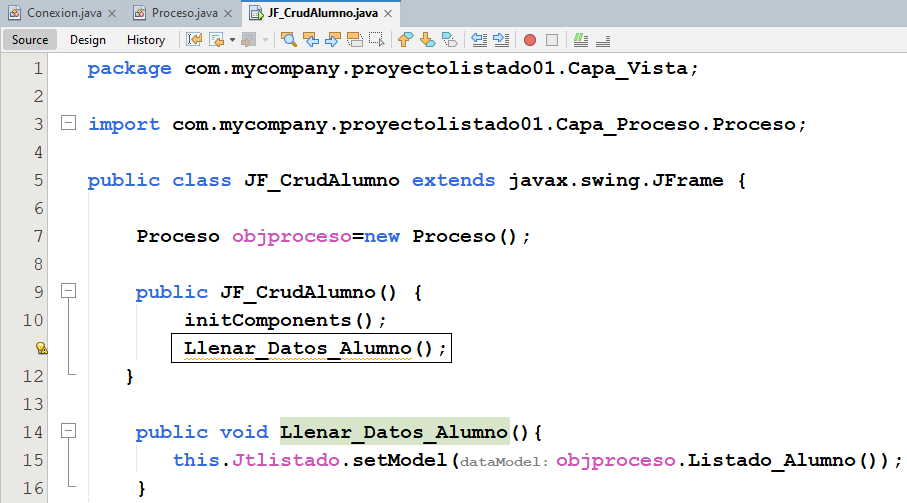 Conexion.java × Proceso.java × JF_CrudAlumno.java ×
Source Design History
1 package com.mycompany.proyectolistado01.Capa_Vista;
2
3 import com.mycompany.proyectolistado01.Capa_Proceso.Proceso;
4
5 public class JF_CrudAlumno extends javax.swing.JFrame {
6
7 Proceso objproceso=new Proceso();
8
9 public JF_CrudAlumno() {
10 initComponents();
Llenar_Datos_Alumno();
12 }
13
14 public void Llenar_Datos_Alumno(){
15 this.Jtlistado.setModel(dataModel: objproceso.Listado_Alumno());
16 }